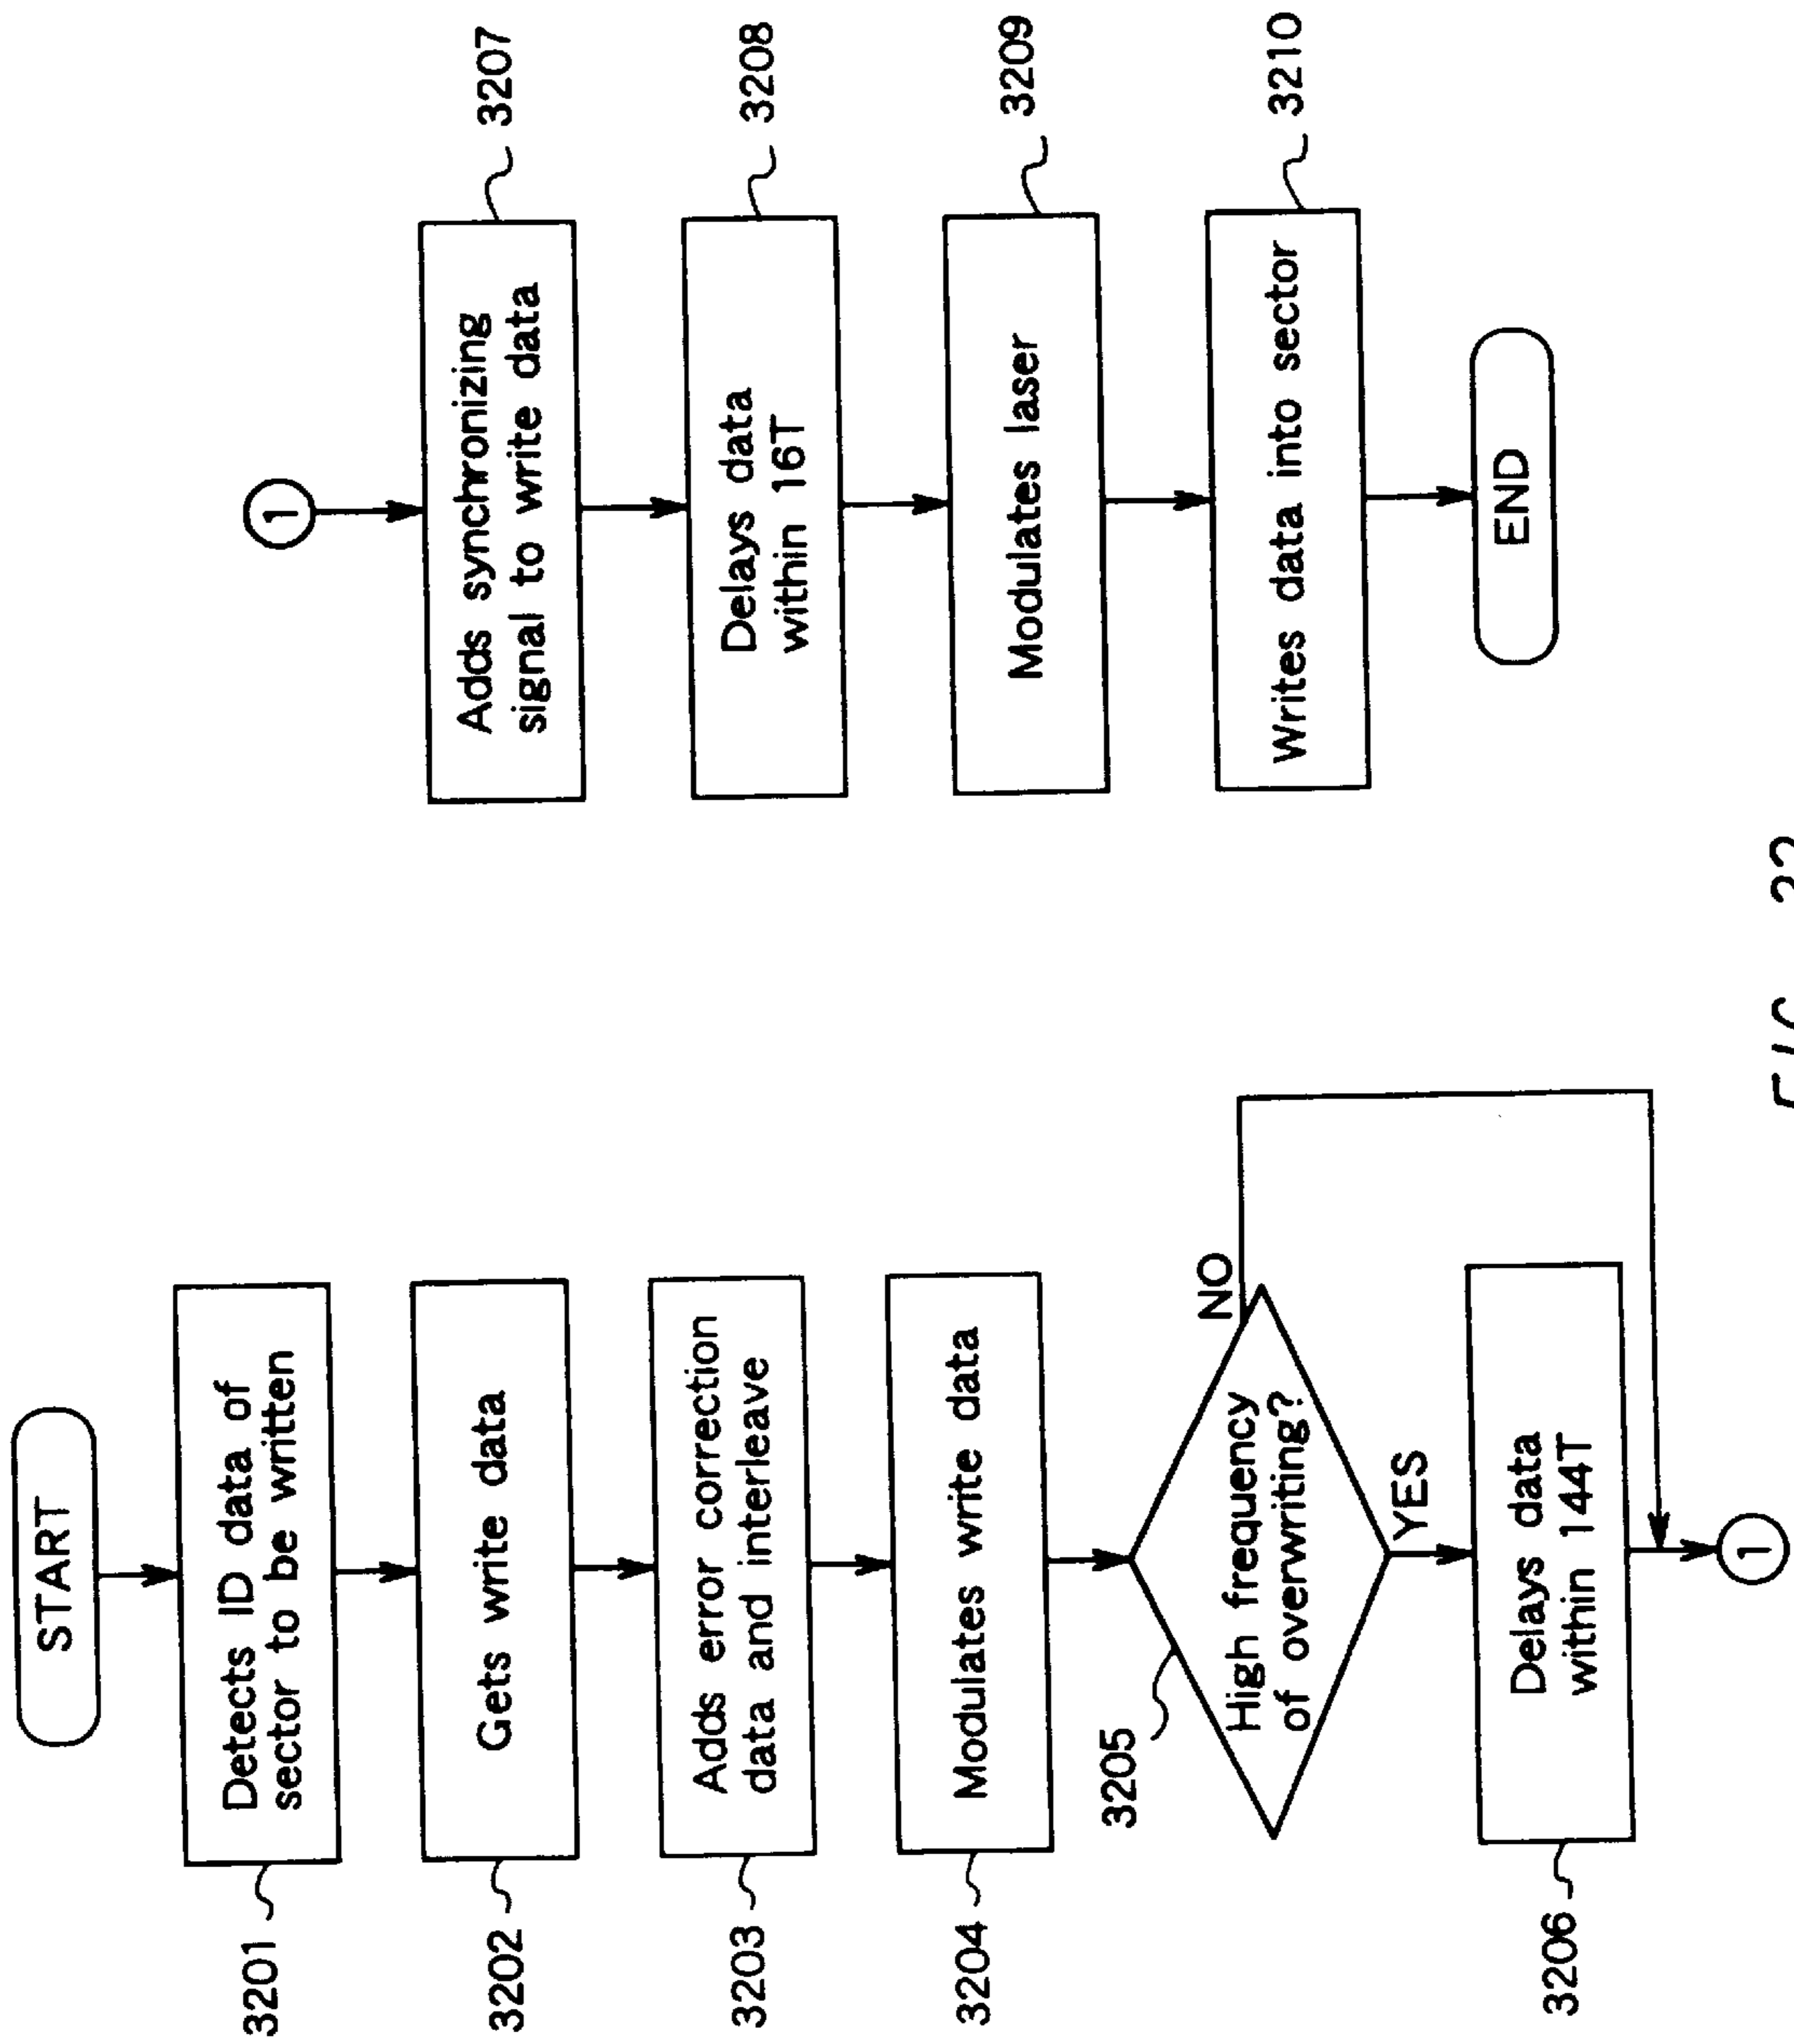 START
3201
Detects ID data of
sector to be written
3202
Gets write data
3203
Adds error correction
data and interleave
3204
Modulates write data
3205
High frequency
of overwriting?
NO
YES
3206
Delays data
within 144T
1
1
Adds synchronizing
signal to write data
3207
Delays data
within 16T
3208
Modulates laser
3209
Writes data into sector
3210
END